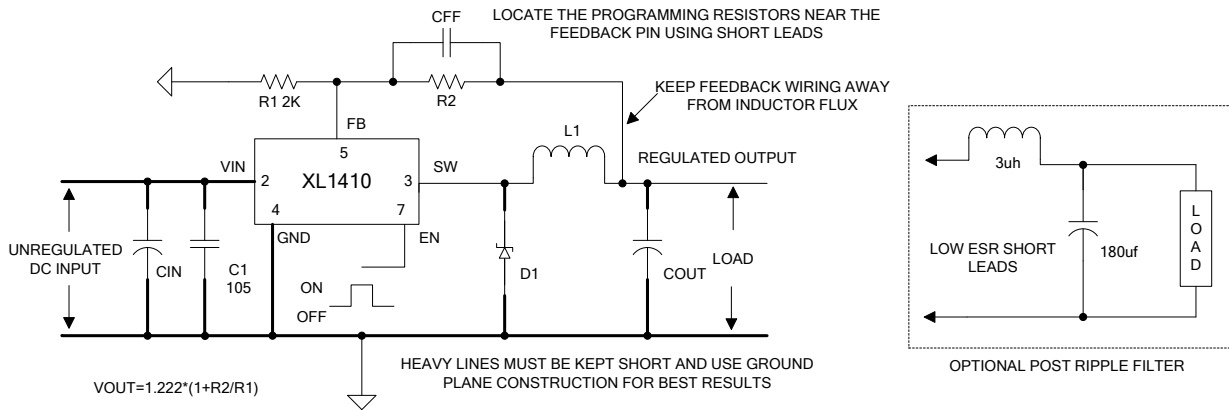 LOCATE THE PROGRAMMING RESISTORS NEAR THE
FEEDBACK PIN USING SHORT LEADS
CFF
R1 2K
R2
KEEP FEEDBACK WIRING AWAY
FROM INDUCTOR FLUX
FB
5
L1
VIN
2
XL1410
3
SW
REGULATED OUTPUT
4
7
GND
EN
UNREGULATED
DC INPUT
CIN
C1
105
ON
OFF
D1
COUT
LOAD
HEAVY LINES MUST BE KEPT SHORT AND USE GROUND
PLANE CONSTRUCTION FOR BEST RESULTS
VOUT=1.222*(1+R2/R1)
3uh
LOW ESR SHORT
LEADS
180uf
LOAD
OPTIONAL POST RIPPLE FILTER